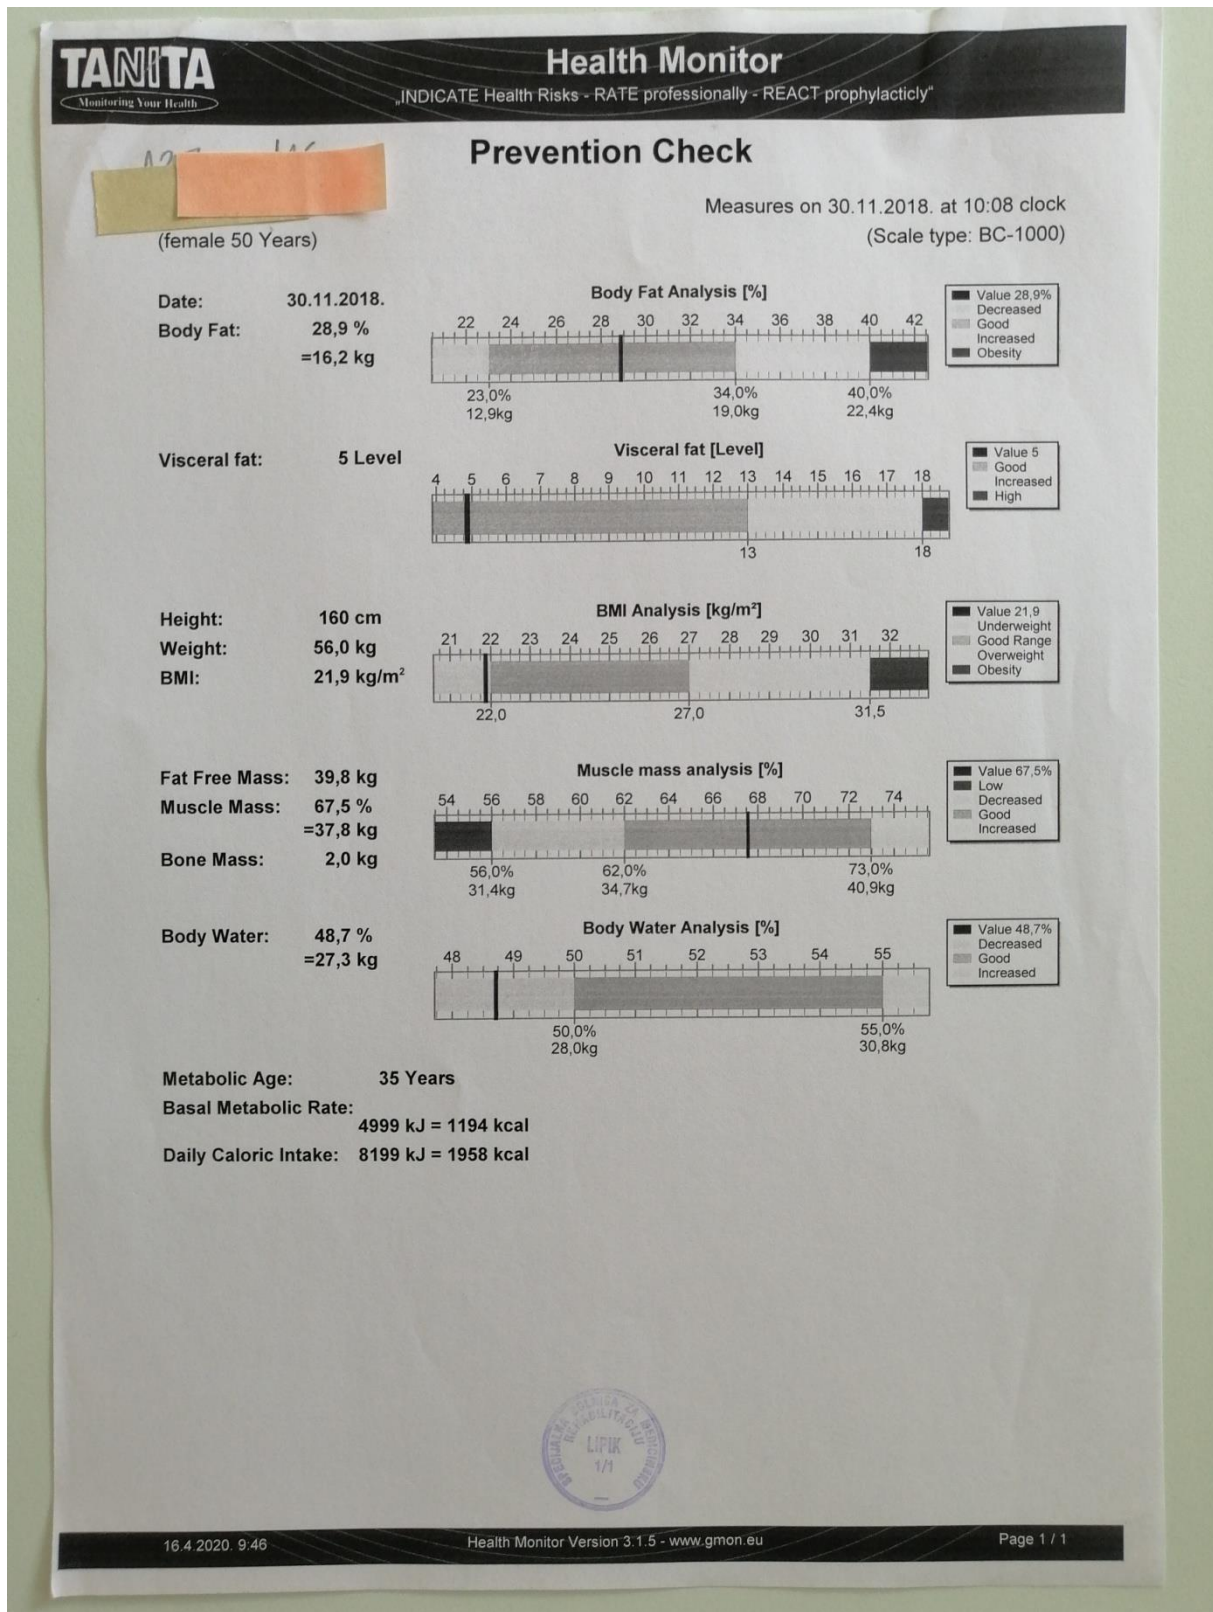 TANITA
Monitoring Your Health
Health Monitor
„INDICATE Health Risks - RATE professionally - REACT prophylacticly“
Prevention Check
Measures on 30.11.2018. at 10:08 clock
(female 50 Years)
(Scale type: BC-1000)
Date: 30.11.2018.
Body Fat: 28,9 %
=16,2 kg
Body Fat Analysis [%]
22 24 26 28 30 32 34 36 38 40 42
23,0% 34,0% 40,0%
12,9kg 19,0kg 22,4kg
Value 28,9%
Decreased
Good
Increased
Obesity
Visceral fat: 5 Level
Visceral fat [Level]
4 5 6 7 8 9 10 11 12 13 14 15 16 17 18
13 18
Value 5
Good
Increased
High
Height: 160 cm
Weight: 56,0 kg
BMI: 21,9 kg/m²
BMI Analysis [kg/m²]
21 22 23 24 25 26 27 28 29 30 31 32
22,0 27,0 31,5
Value 21,9
Underweight
Good Range
Overweight
Obesity
Fat Free Mass: 39,8 kg
Muscle Mass: 67,5 %
=37,8 kg
Bone Mass: 2,0 kg
Muscle mass analysis [%]
54 56 58 60 62 64 66 68 70 72 74
56,0% 62,0% 73,0%
31,4kg 34,7kg 40,9kg
Value 67,5%
Low
Decreased
Good
Increased
Body Water: 48,7 %
=27,3 kg
Body Water Analysis [%]
48 49 50 51 52 53 54 55
50,0% 55,0%
28,0kg 30,8kg
Value 48,7%
Decreased
Good
Increased
Metabolic Age: 35 Years
Basal Metabolic Rate:
4999 kJ = 1194 kcal
Daily Caloric Intake: 8199 kJ = 1958 kcal
SPECIJALNA BOLNICA ZA MEDICINSKU
REHABILITACIJU
LIPIK
1/1
16.4.2020. 9:46
Health Monitor Version 3.1.5 - www.gmon.eu
Page 1 / 1